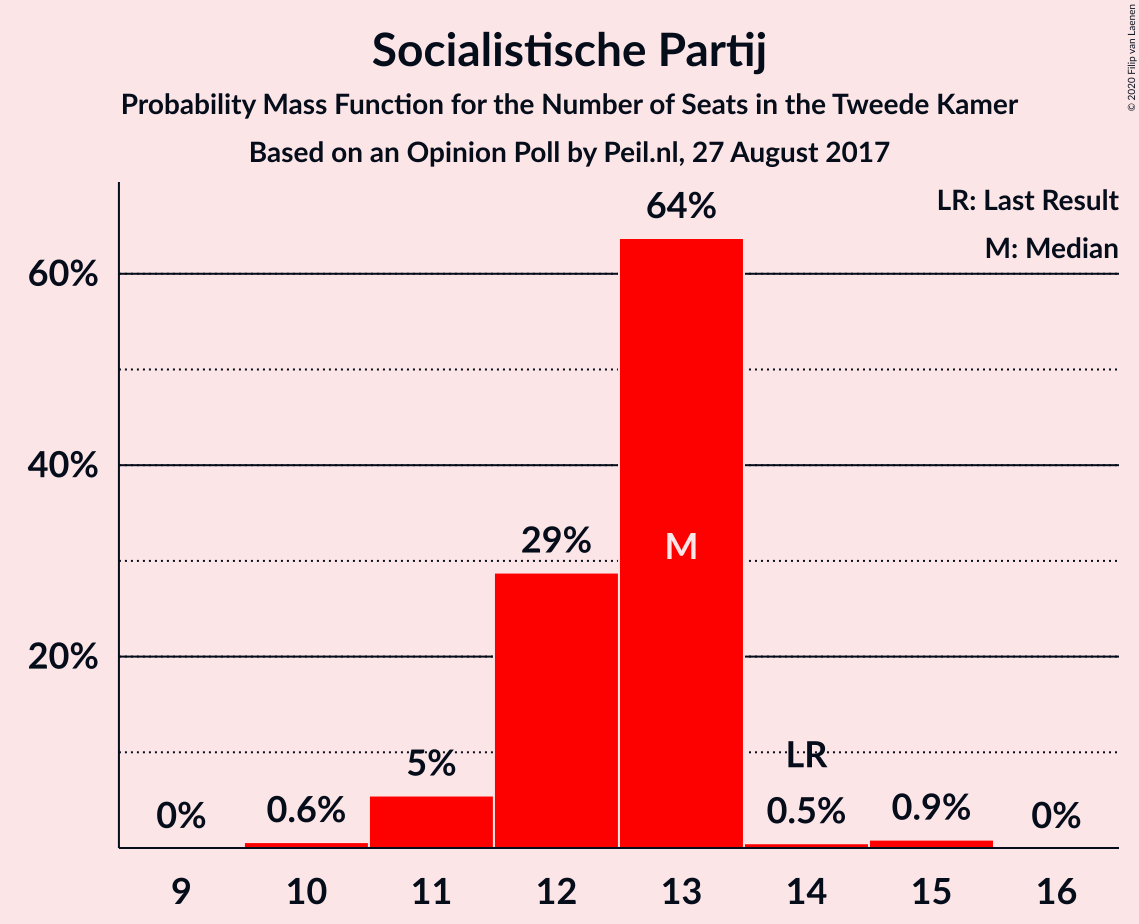 Socialistische Partij
Probability Mass Function for the Number of Seats in the Tweede Kamer
Based on an Opinion Poll by Peil.nl, 27 August 2017
© 2020 Filip van Laenen
LR: Last Result
M: Median
60%
40%
20%
0%
0.6%
5%
29%
64%
M
LR
0.5%
0.9%
0%
9
10
11
12
13
14
15
16